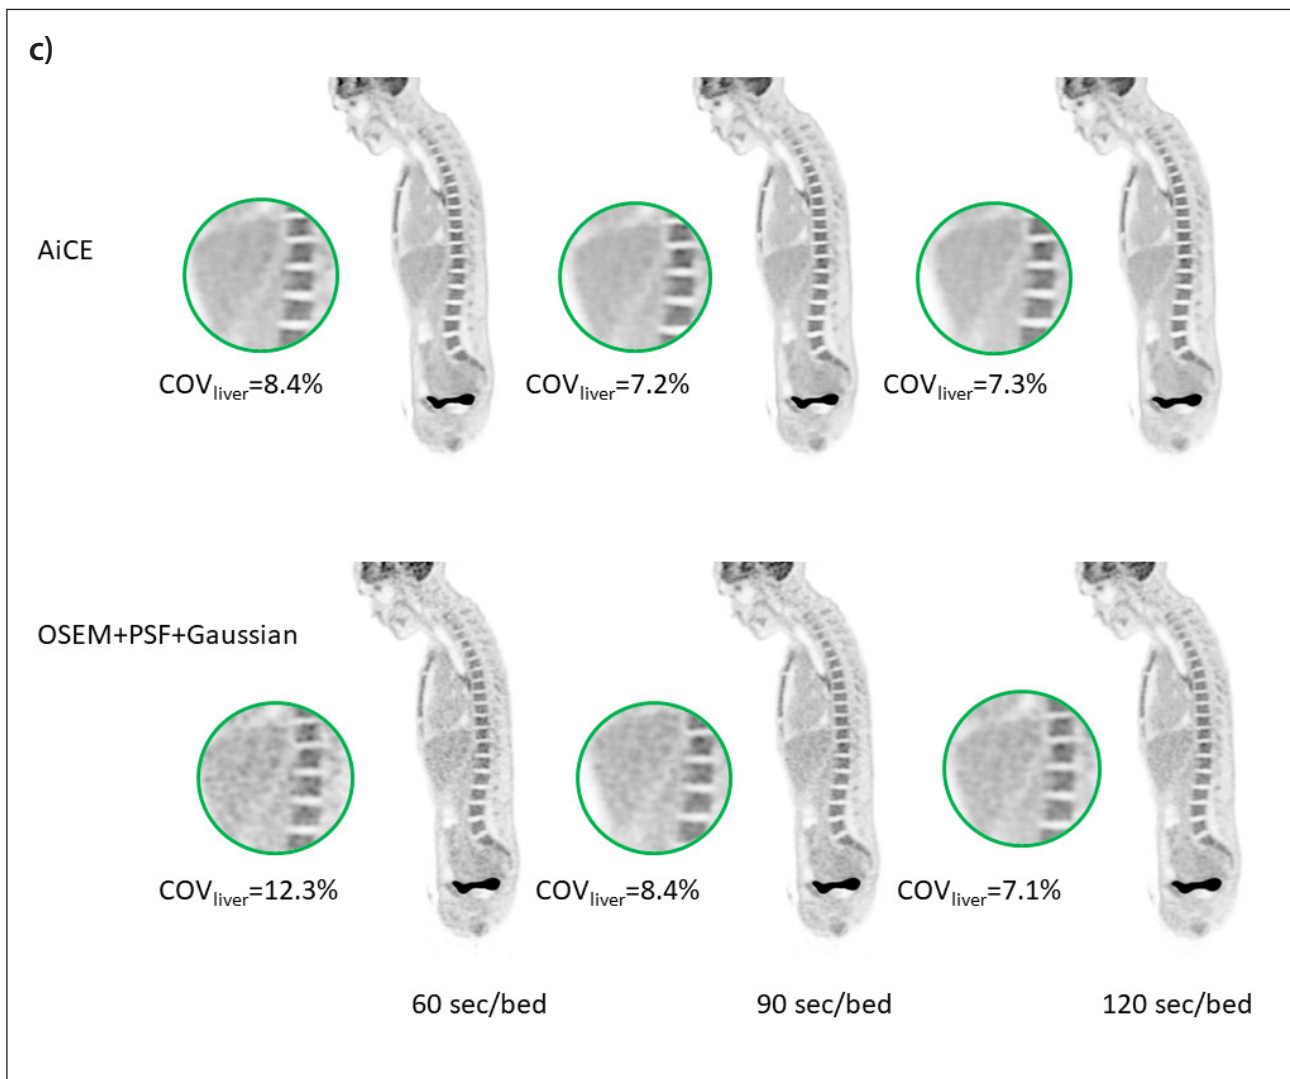 c)
AiCE
COVliver=8.4%
COVliver=7.2%
COVliver=7.3%
OSEM+PSF+Gaussian
COVliver=12.3%
COVliver=8.4%
COVliver=7.1%
60 sec/bed
90 sec/bed
120 sec/bed